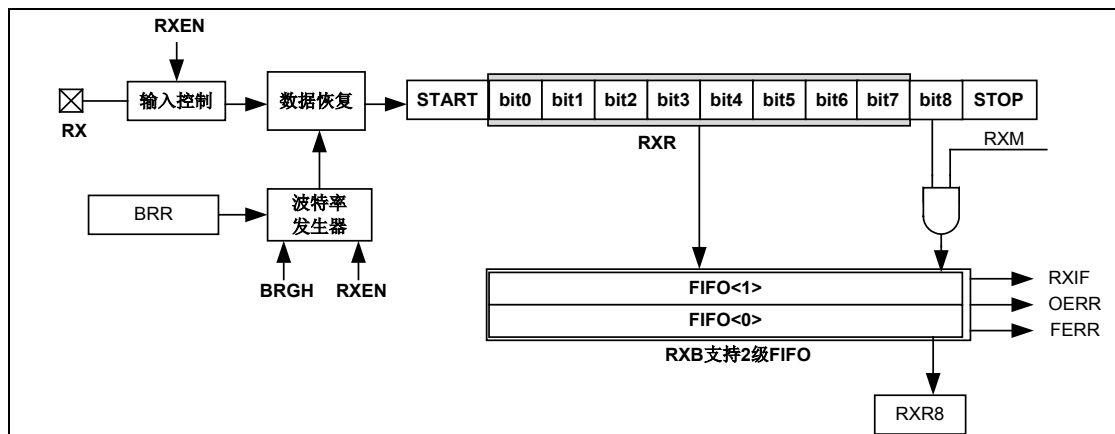 RXEN
输入控制
数据恢复
START bit0 bit1 bit2 bit3 bit4 bit5 bit6 bit7 bit8 STOP
RX
RXR
RXM
BRR
波特率
发生器
BRGH RXEN
FIFO<1>
RXIF
FIFO<0>
OERR
FERR
RXB支持2级FIFO
RXR8